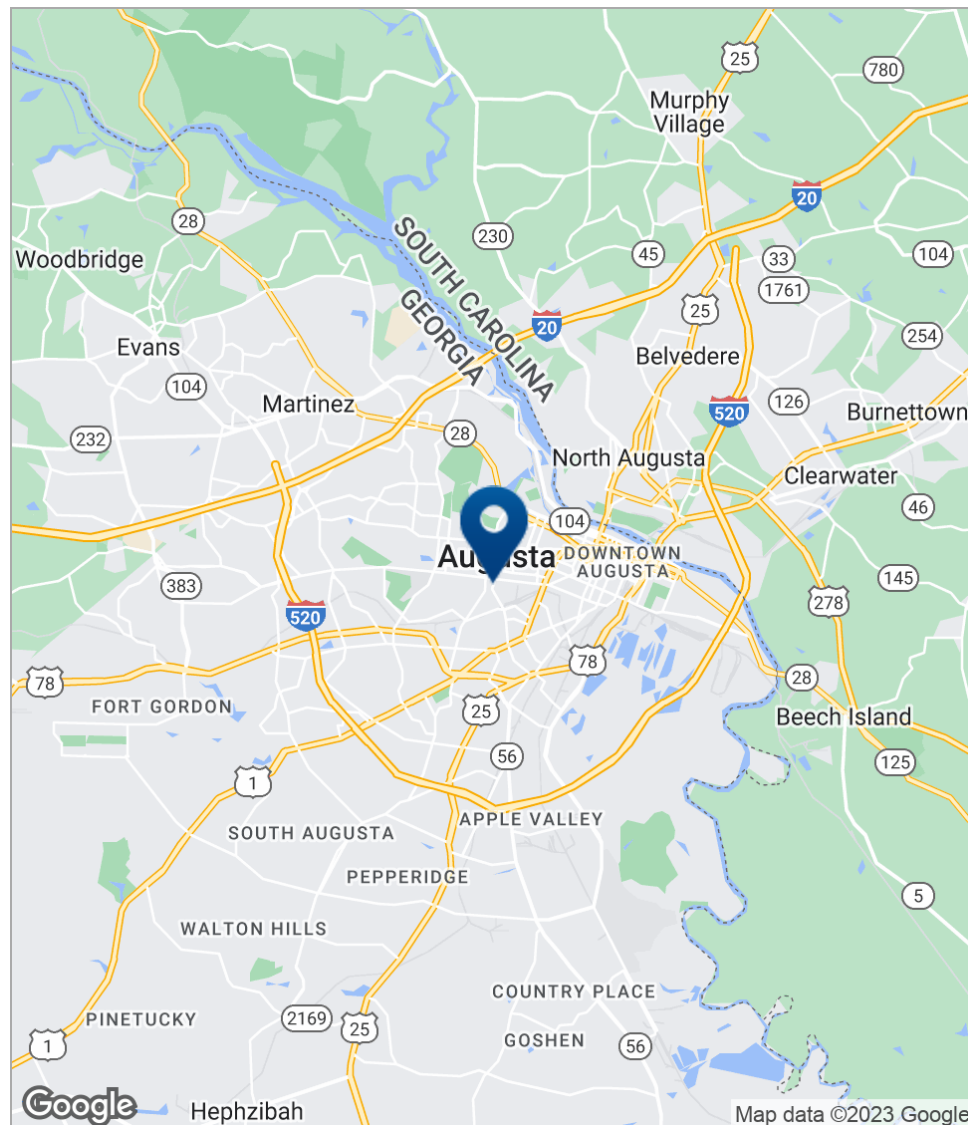 25
780
Murphy
Village
20
28
230
SOUTH CAROLINA
GEORGIA
45
33
104
Woodbridge
1761
25
20
254
Evans
Belvedere
104
126
Martinez
520
Burnettown
28
232
North Augusta
Clearwater
46
104
Augusta
DOWNTOWN
AUGUSTA
145
383
278
520
78
28
78
FORT GORDON
25
Beech Island
56
125
1
APPLE VALLEY
SOUTH AUGUSTA
PEPPERIDGE
5
WALTON HILLS
COUNTRY PLACE
PINETUCKY
2169
25
GOSHEN
56
1
Google
Hephzibah
Map data ©2023 Google